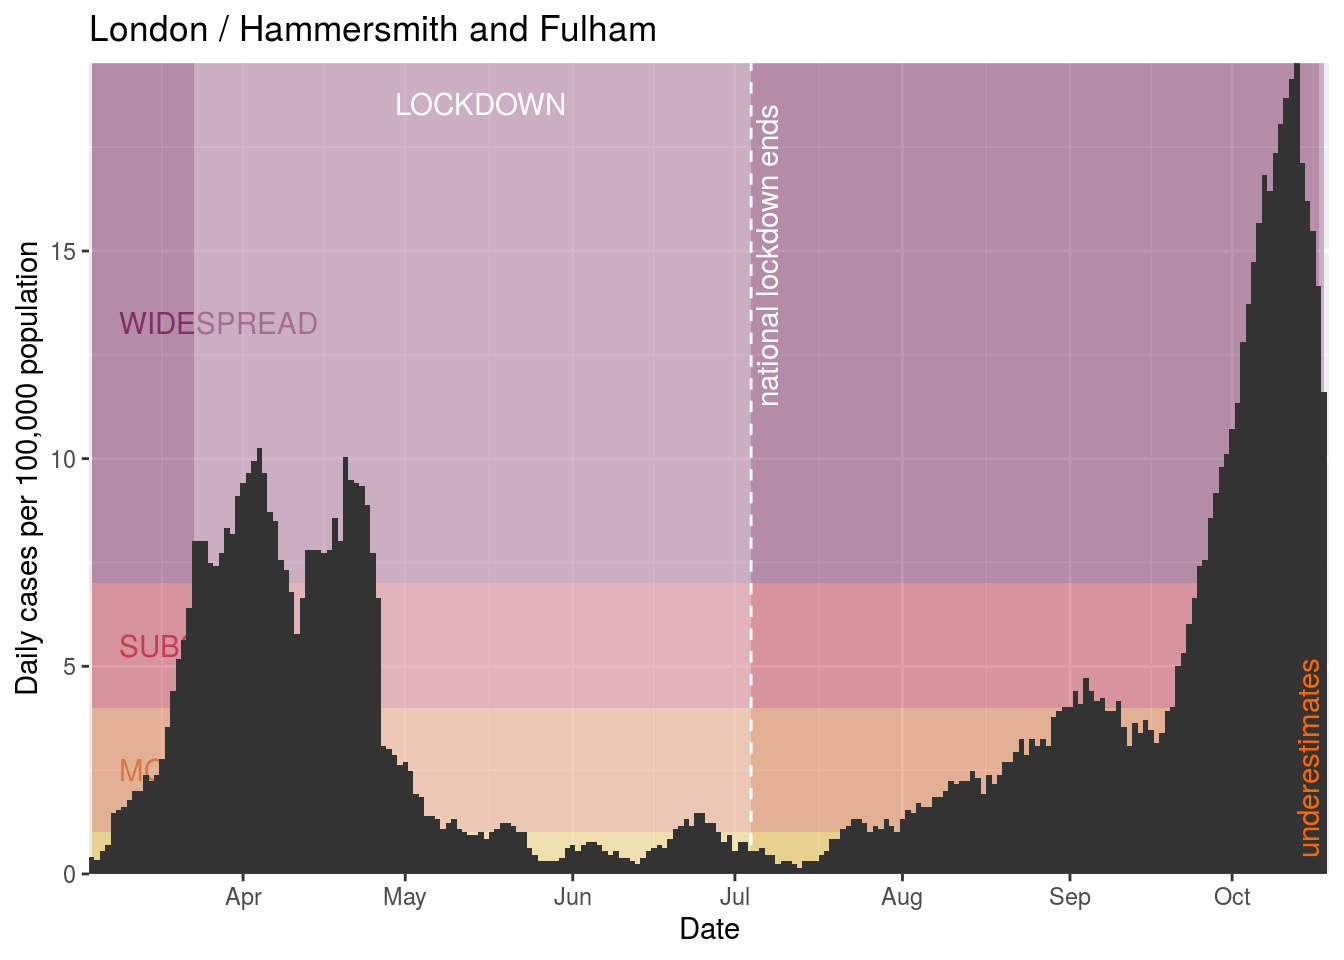 London / Hammersmith and Fulham
LOCKDOWN
national lockdown ends
WIDESPREAD
underestimates
Daily cases per 100,000 population
15
10
5
0
Apr May Jun Jul Aug Sep Oct
Date